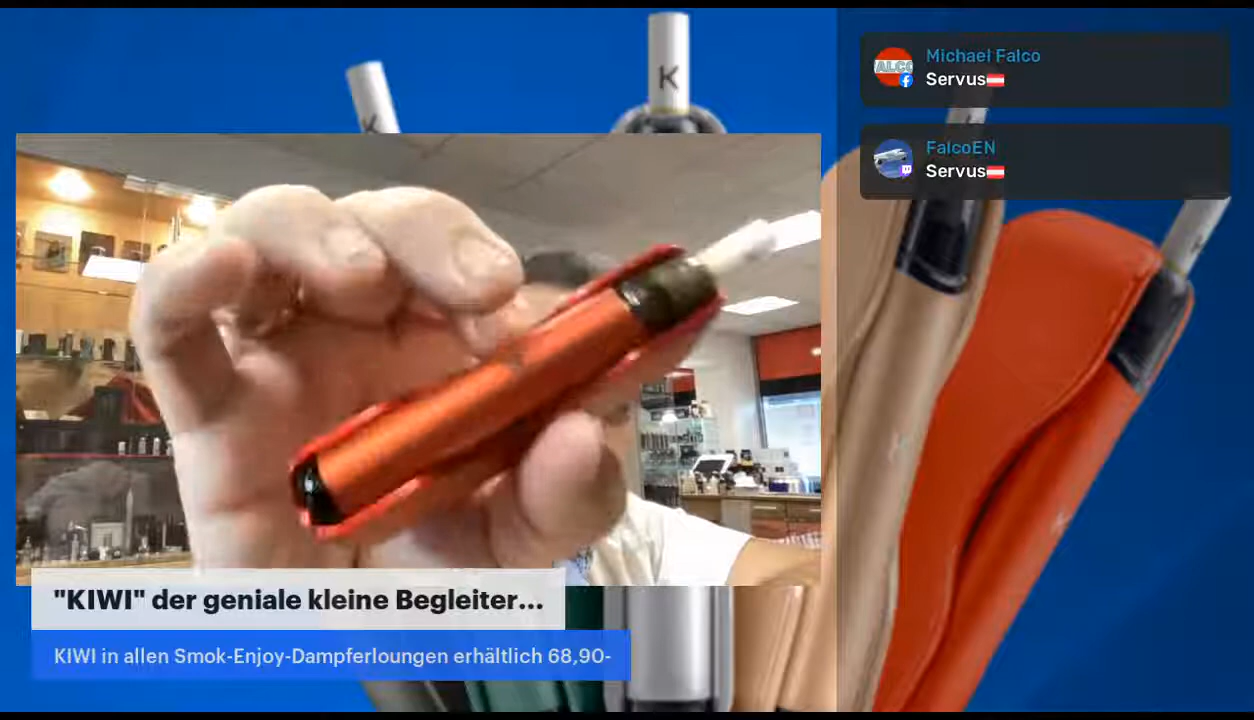 K
K
Michael Falco
Servus🇦🇹
FalcoEN
Servus🇦🇹
"KIWI" der geniale kleine Begleiter...
KIWI in allen Smok-Enjoy-Dampferloungen erhältlich 68,90-